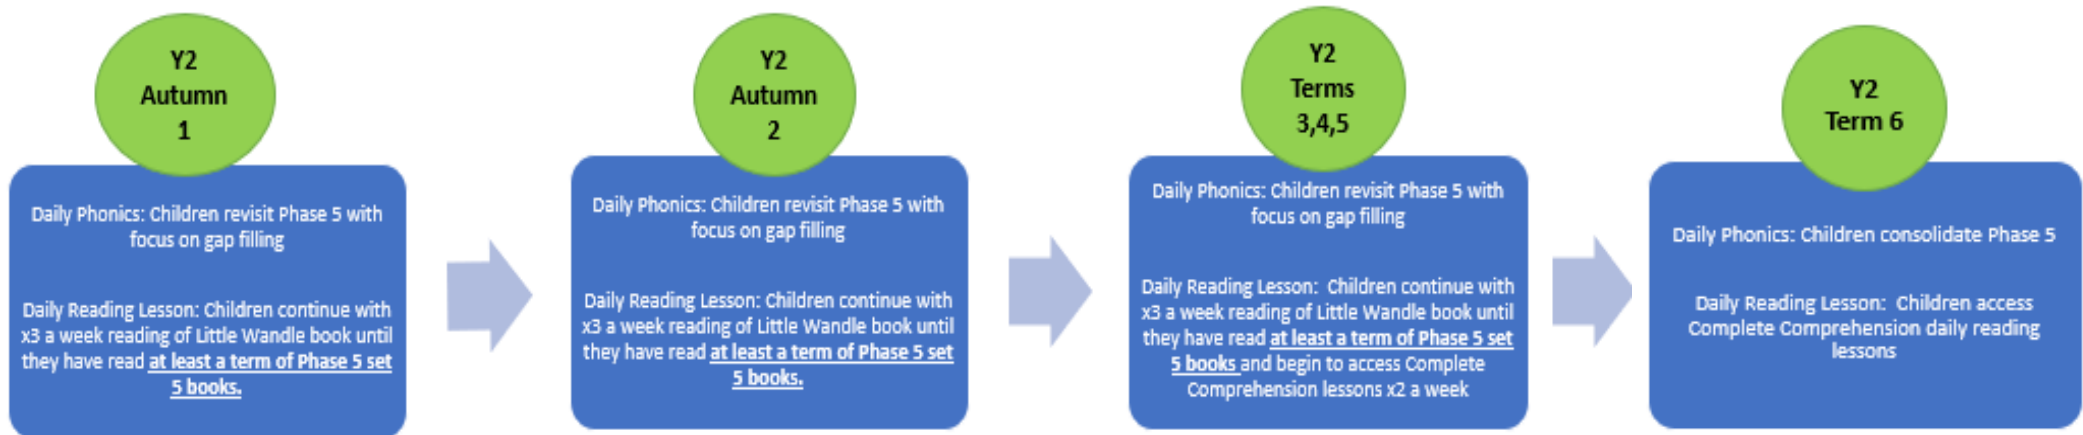 Y2
Autumn
1
Daily Phonics: Children revisit Phase 5 with
focus on gap filling
Daily Reading Lesson: Children continue with
x3 a week reading of Little Wandle book until
they have read at least a term of Phase 5 set
5 books.
Y2
Autumn
2
Daily Phonics: Children revisit Phase 5 with
focus on gap filling
Daily Reading Lesson: Children continue with
x3 a week reading of Little Wandle book until
they have read at least a term of Phase 5 set
5 books.
Y2
Terms
3,4,5
Daily Phonics: Children revisit Phase 5 with
focus on gap filling
Daily Reading Lesson:  Children continue with
x3 a week reading of Little Wandle book until
they have read at least a term of Phase 5 set
5 books and begin to access Complete
Comprehension lessons x2 a week
Y2
Term 6
Daily Phonics: Children consolidate Phase 5
Daily Reading Lesson:  Children access
Complete Comprehension daily reading
lessons